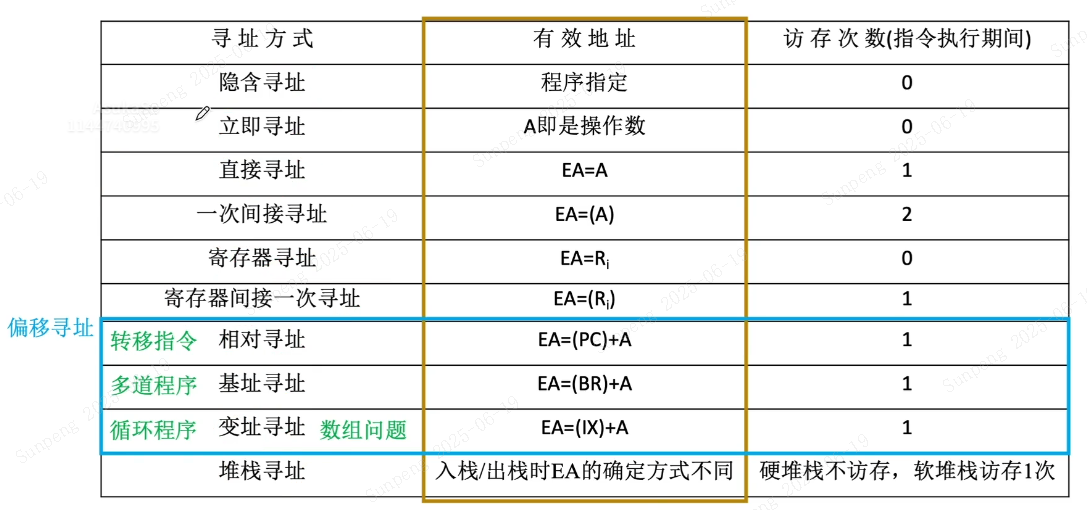 寻址方式 有效地址 访存次数(指令执行期间)
隐含寻址 程序指定 0
立即寻址 A即是操作数 0
直接寻址 EA=A 1
一次间接寻址 EA=(A) 2
寄存器寻址 EA=Ri 0
寄存器间接一次寻址 EA=(Ri) 1
偏移寻址
转移指令 相对寻址 EA=(PC)+A 1
多道程序 基址寻址 EA=(BR)+A 1
循环程序 变址寻址 数组问题 EA=(IX)+A 1
堆栈寻址 入栈/出栈时EA的确定方式不同 硬堆栈不访存，软堆栈访存1次
Sunpeng 2025-06-19